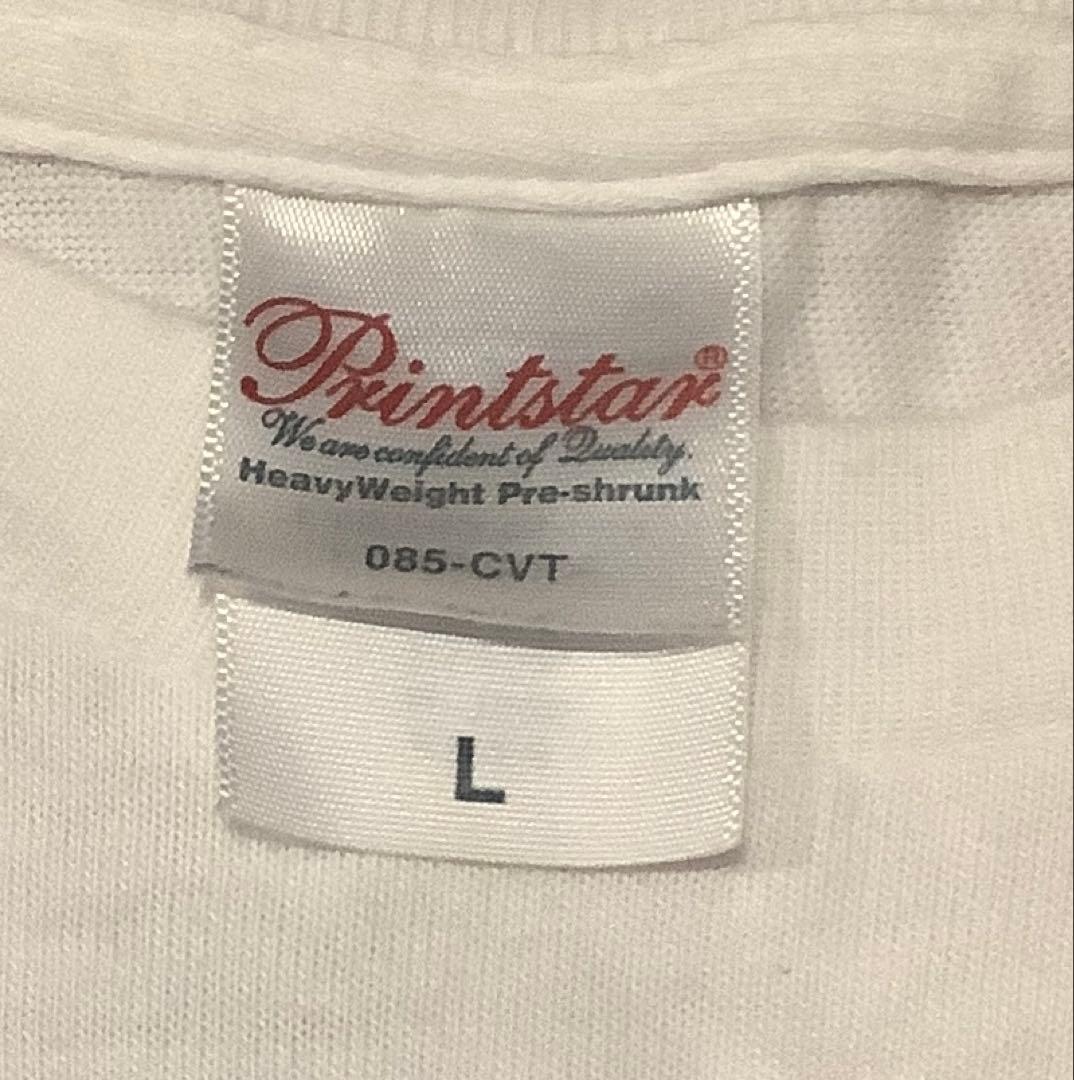 Printstar®
We are confident of Quality.
HeavyWeight Pre-shrunk
085-CVT
L